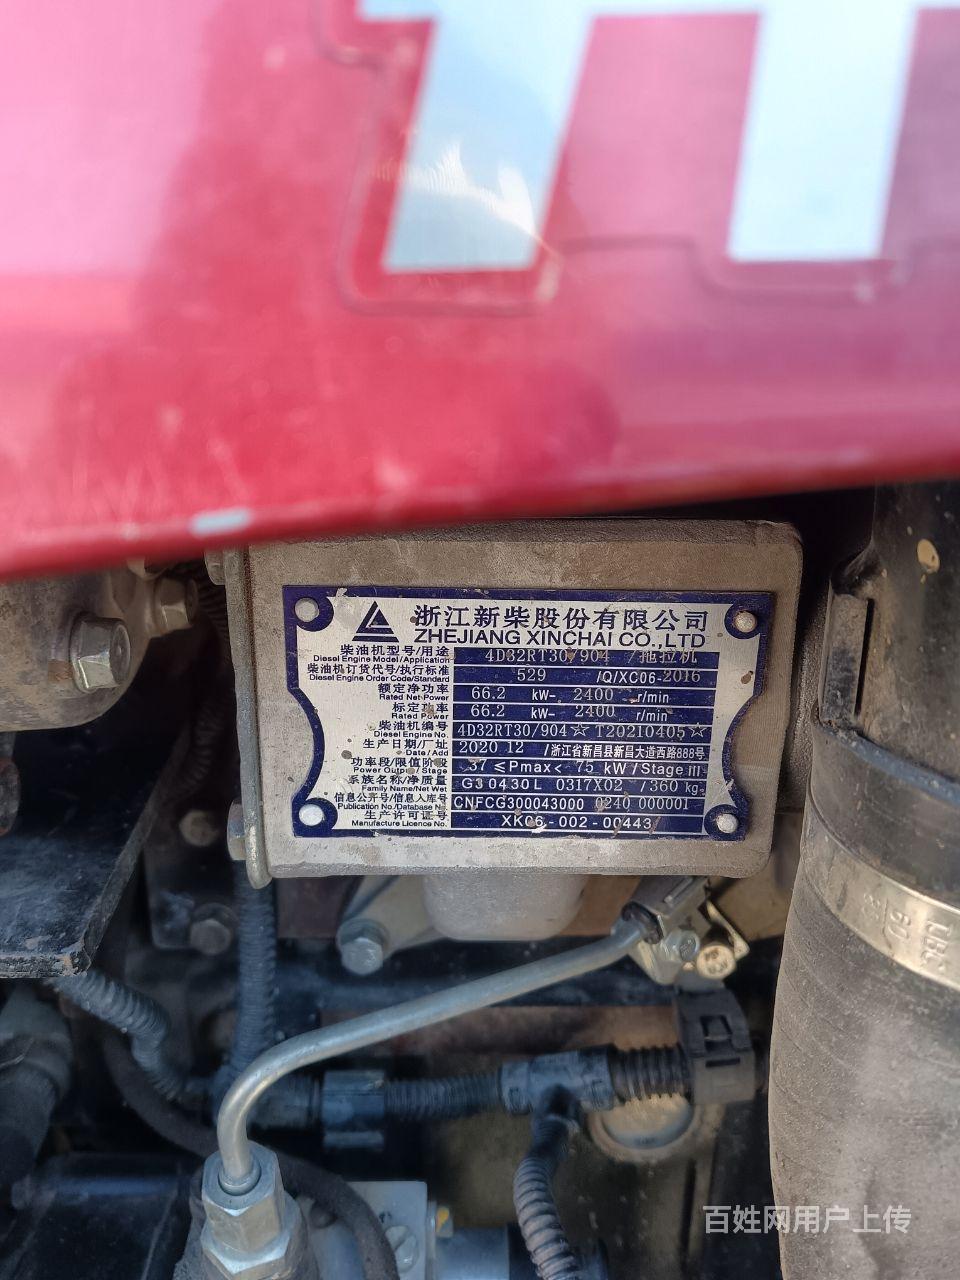 浙江新柴股份有限公司
ZHEJIANG XINCHAI CO.,LTD
柴油机型号/用途 4D32RT30/904 /拖拉机
Diesel Engine Model/Application
柴油机订货代号/执行标准 529 /Q/XC06-2016
Diesel Engine Order Code/Standard
额定净功率 66.2 kW- 2400 r/min
Rated Net Power
标定功率 66.2 kW- 2400 r/min
Rated Power
柴油机编号 4D32RT30/904☆T20210405☆
Diesel Engine No.
生产日期/厂址 2020 12 /浙江省新昌县新昌大道西路888号
Date/Add
功率段/限值阶段 37≤Pmax<75 kW/Stage III
Power Output/Stage
系族名称/净质量 G30430L 0317X02 /360 kg
Family Name/Net Wet
信息公开号/信息入库号 CNFCG300043000 0240 000001
Publication No./Database No.
生产许可证号 XK06-002-00443
Manufacture Licence No.
60
百姓网用户上传